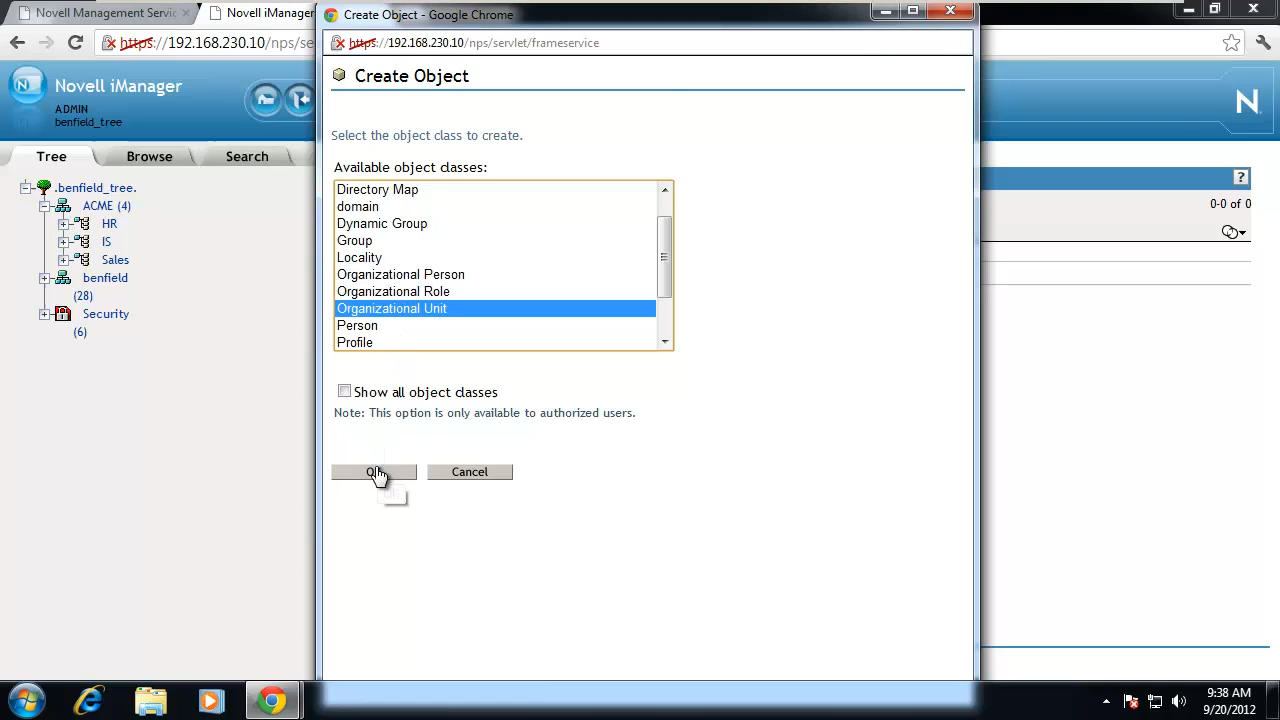 Novell Management Servic
Novell iManager
Create Object - Google Chrome
https://192.168.230.10/nps/se
https://192.168.230.10/nps/servlet/frameservice
Novell iManager
ADMIN
benfield_tree
N
Create Object
Select the object class to create.
Available object classes:
Directory Map
domain
Dynamic Group
Group
Locality
Organizational Person
Organizational Role
Organizational Unit
Person
Profile
Show all object classes
Note: This option is only available to authorized users.
Cancel
Tree
Browse
Search
.benfield_tree.
ACME (4)
HR
IS
Sales
benfield
(28)
Security
(6)
?
0-0 of 0
9:38 AM
9/20/2012